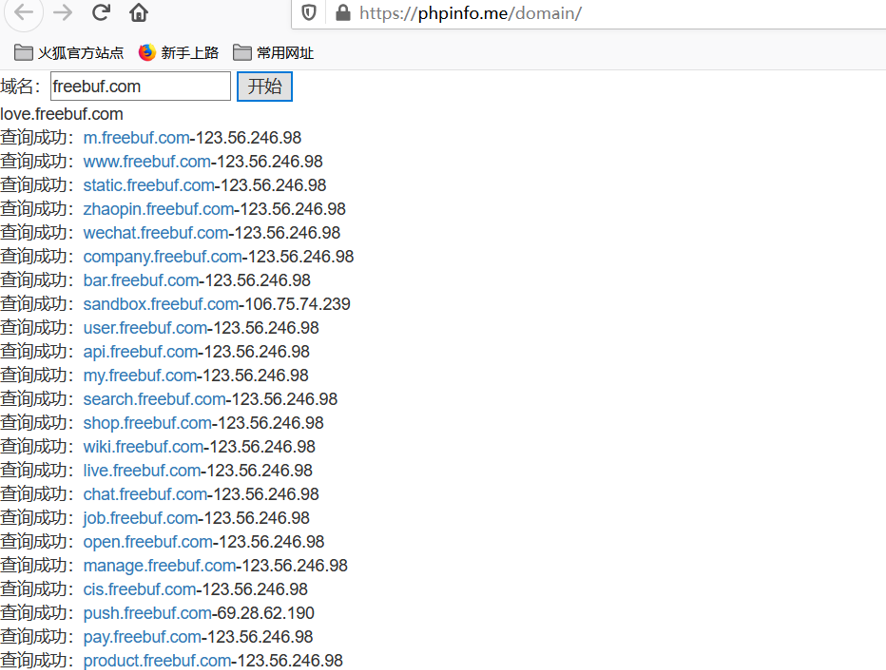 https://phpinfo.me/domain/
火狐官方站点 新手上路 常用网址
域名: freebuf.com 开始
love.freebuf.com
查询成功：m.freebuf.com-123.56.246.98
查询成功：www.freebuf.com-123.56.246.98
查询成功：static.freebuf.com-123.56.246.98
查询成功：zhaopin.freebuf.com-123.56.246.98
查询成功：wechat.freebuf.com-123.56.246.98
查询成功：company.freebuf.com-123.56.246.98
查询成功：bar.freebuf.com-123.56.246.98
查询成功：sandbox.freebuf.com-106.75.74.239
查询成功：user.freebuf.com-123.56.246.98
查询成功：api.freebuf.com-123.56.246.98
查询成功：my.freebuf.com-123.56.246.98
查询成功：search.freebuf.com-123.56.246.98
查询成功：shop.freebuf.com-123.56.246.98
查询成功：wiki.freebuf.com-123.56.246.98
查询成功：live.freebuf.com-123.56.246.98
查询成功：chat.freebuf.com-123.56.246.98
查询成功：job.freebuf.com-123.56.246.98
查询成功：open.freebuf.com-123.56.246.98
查询成功：manage.freebuf.com-123.56.246.98
查询成功：cis.freebuf.com-123.56.246.98
查询成功：push.freebuf.com-69.28.62.190
查询成功：pay.freebuf.com-123.56.246.98
查询成功：product.freebuf.com-123.56.246.98